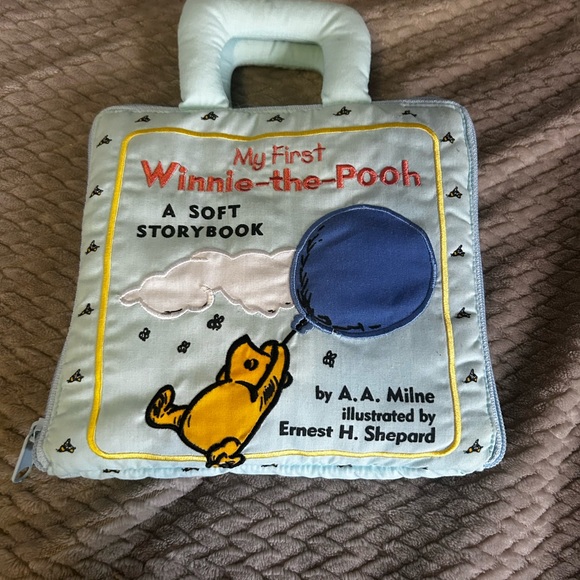 My First
Winnie-the-Pooh
A SOFT
STORYBOOK
by A.A. Milne
illustrated by
Ernest H. Shepard